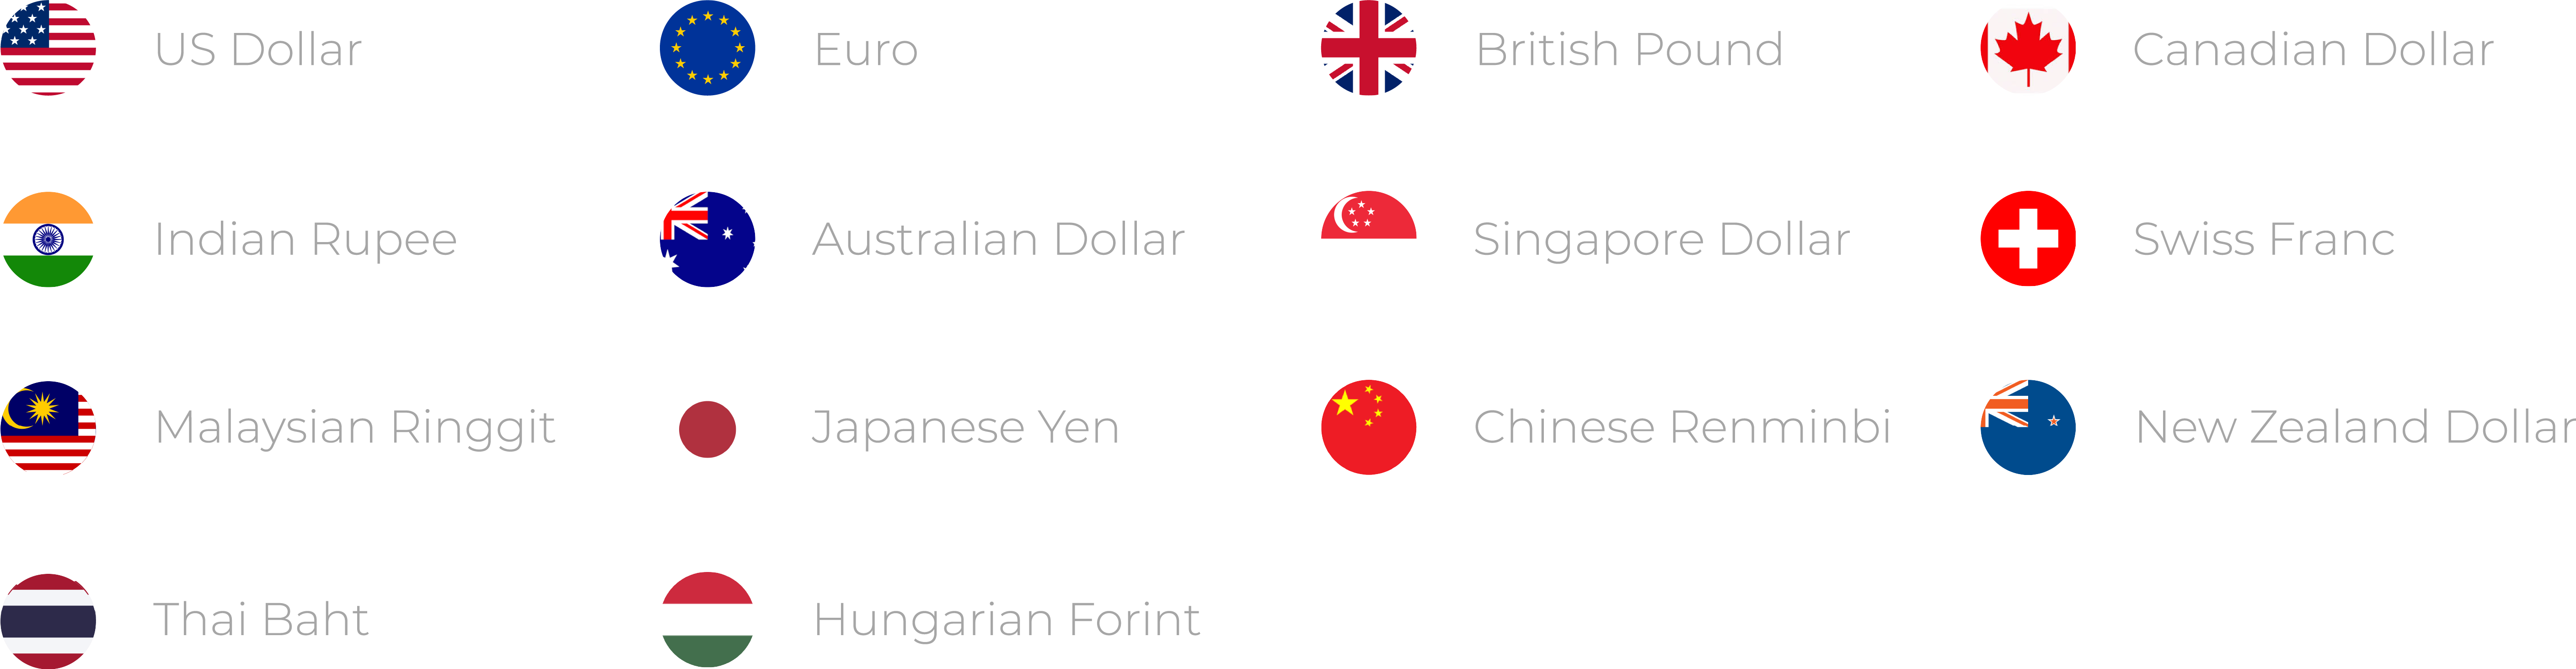 US Dollar
Euro
British Pound
Canadian Dollar
Indian Rupee
Australian Dollar
Singapore Dollar
Swiss Franc
Malaysian Ringgit
Japanese Yen
Chinese Renminbi
New Zealand Dollar
Thai Baht
Hungarian Forint